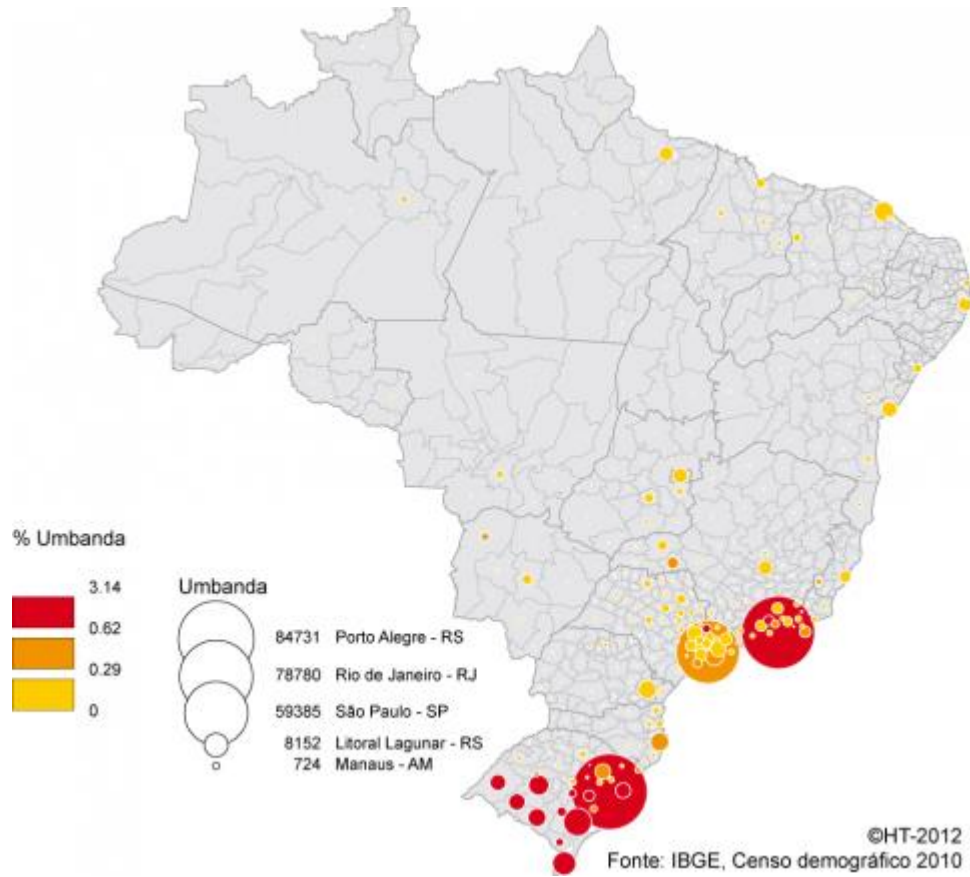 % Umbanda
3.14
0.62
0.29
0
Umbanda
84731 Porto Alegre - RS
78780 Rio de Janeiro - RJ
59385 São Paulo - SP
8152 Litoral Lagunar - RS
724 Manaus - AM
©HT-2012
Fonte: IBGE, Censo demográfico 2010